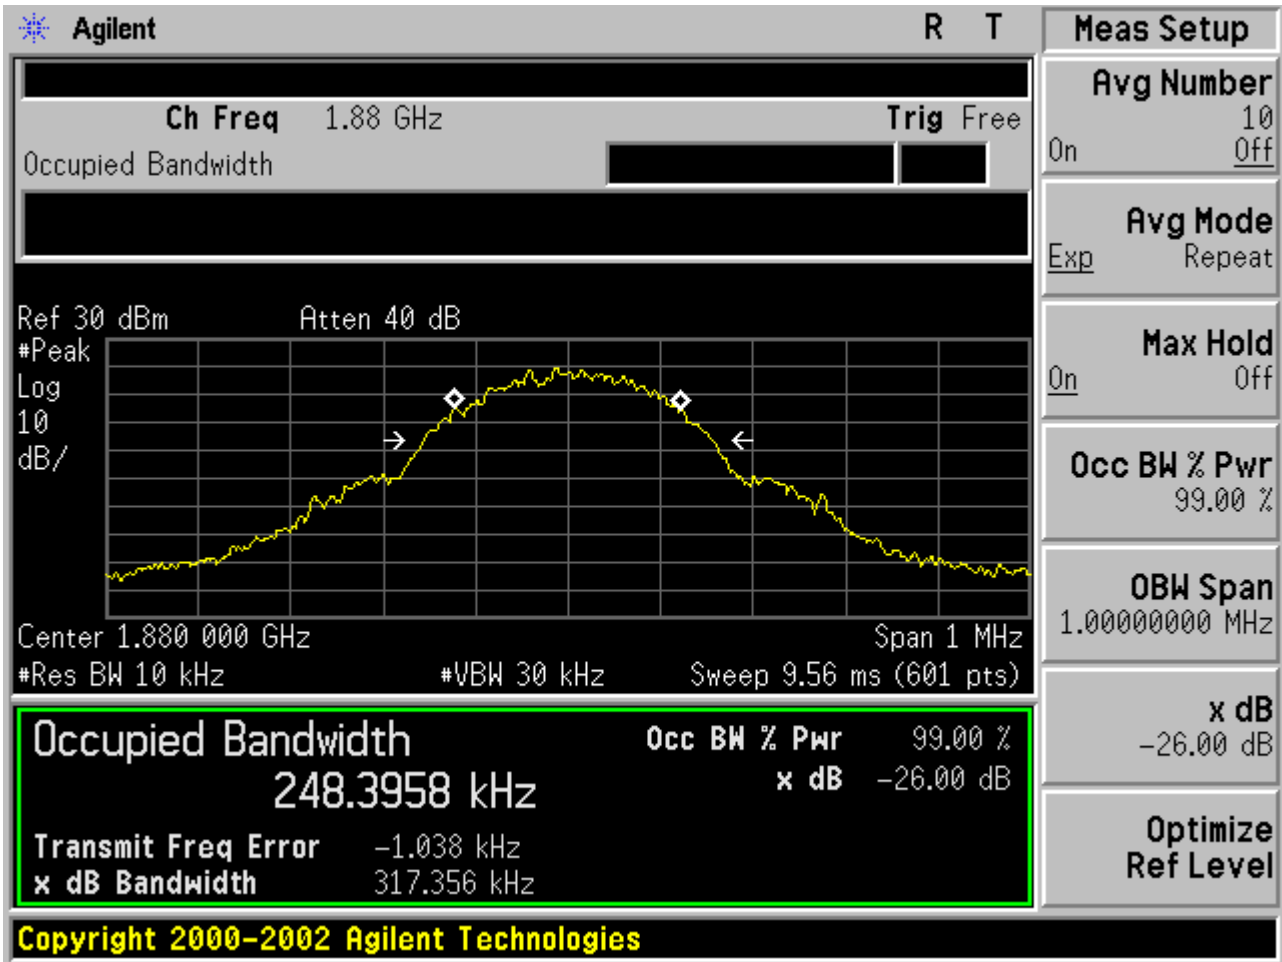 Agilent R T
Ch Freq 1.88 GHz Trig Free
Occupied Bandwidth
Ref 30 dBm Atten 40 dB
#Peak
Log
10
dB/
Center 1.880 000 GHz Span 1 MHz
#Res BW 10 kHz #VBW 30 kHz Sweep 9.56 ms (601 pts)
Occupied Bandwidth Occ BW % Pwr 99.00 %
248.3958 kHz x dB -26.00 dB
Transmit Freq Error -1.038 kHz
x dB Bandwidth 317.356 kHz
Copyright 2000-2002 Agilent Technologies
Meas Setup
Avg Number
10
On Off
Avg Mode
Exp Repeat
Max Hold
On Off
Occ BW % Pwr
99.00 %
OBW Span
1.00000000 MHz
x dB
-26.00 dB
Optimize
Ref Level